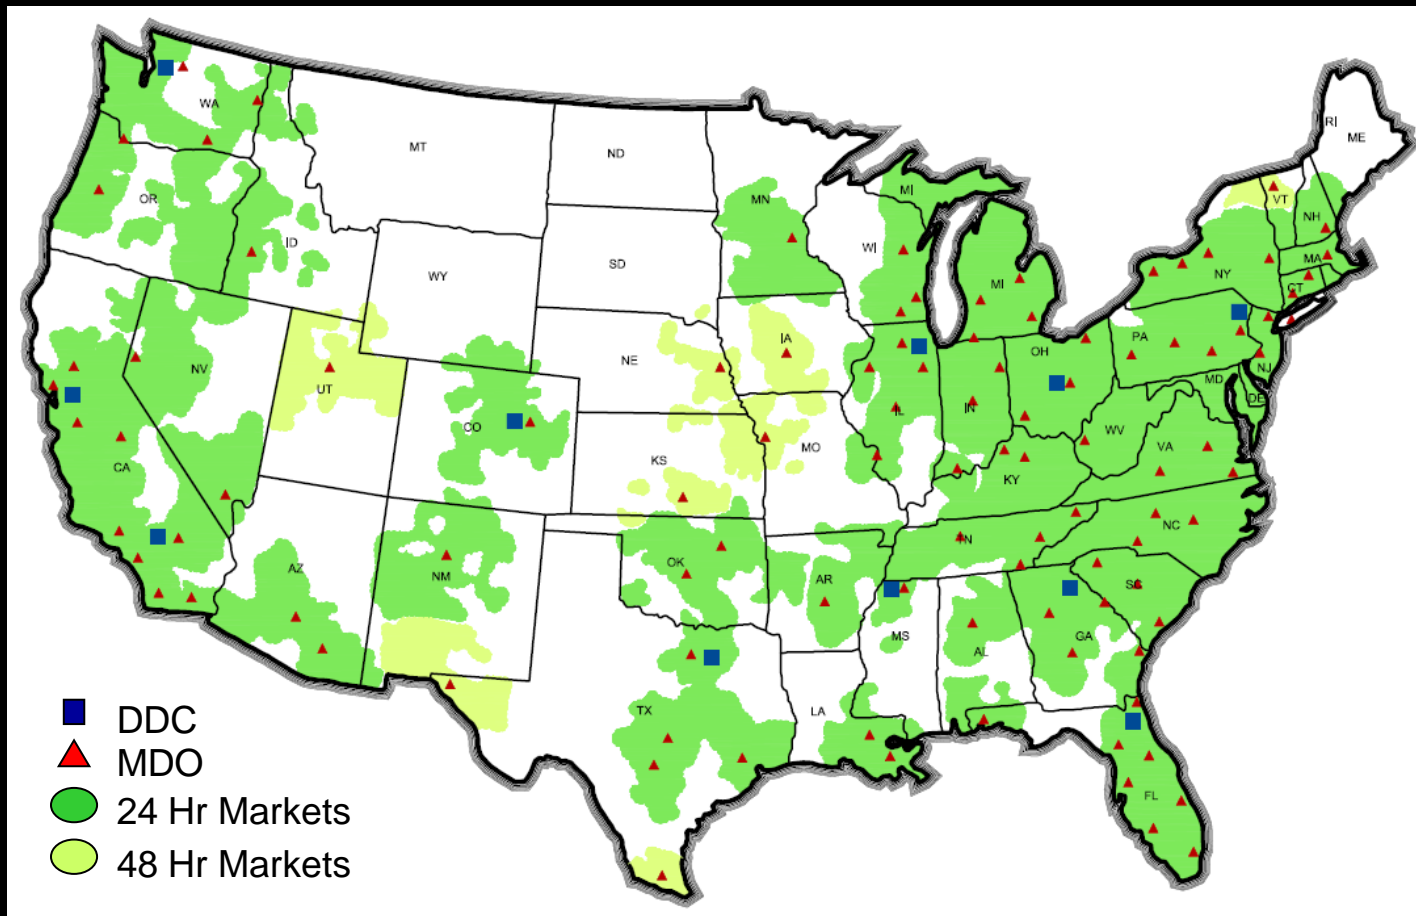 WA
MT
ND
MN
MI
RI
ME
OR
ID
WY
SD
WI
MI
NY
VT
NH
MA
CT
NV
UT
CO
NE
IA
IL
IN
OH
PA
NJ
MD
DE
CA
KS
MO
KY
WV
VA
AZ
NM
OK
AR
TN
NC
SC
MS
AL
GA
TX
LA
FL
DDC
MDO
24 Hr Markets
48 Hr Markets